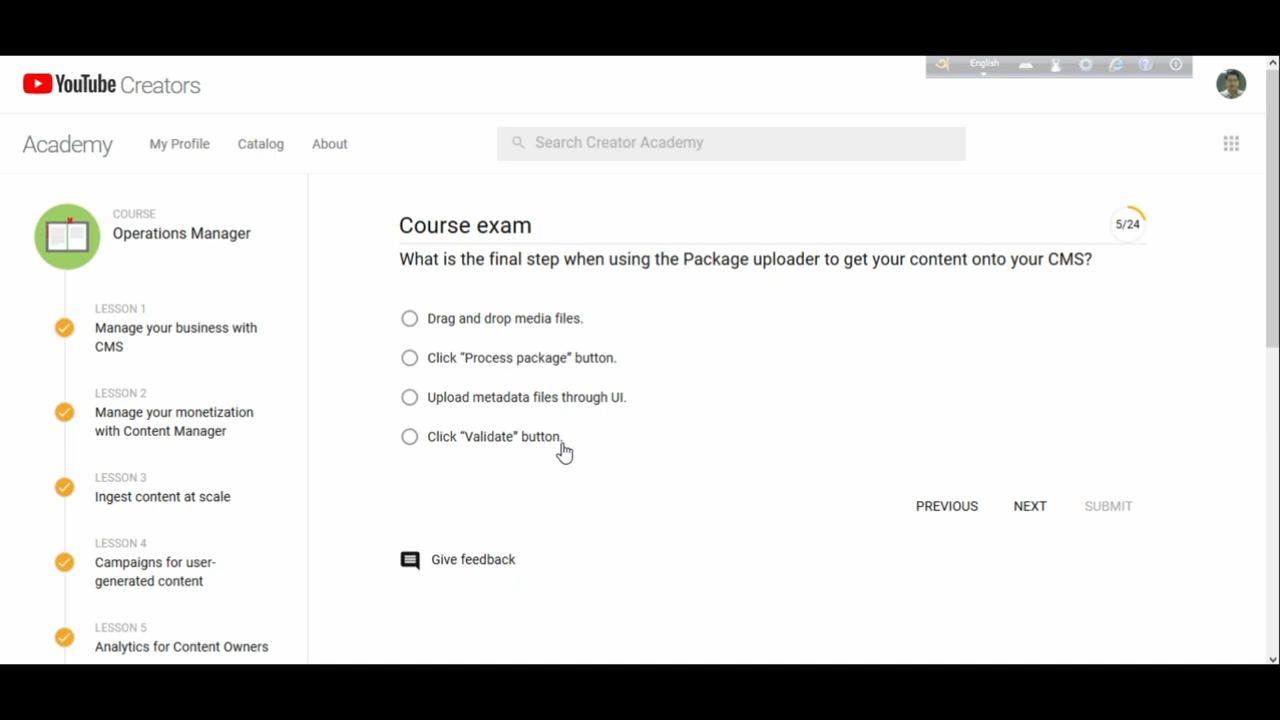 YouTube Creators
English
Academy
My Profile
Catalog
About
Search Creator Academy
COURSE
Operations Manager
LESSON 1
Manage your business with
CMS
LESSON 2
Manage your monetization
with Content Manager
LESSON 3
Ingest content at scale
LESSON 4
Campaigns for user-
generated content
LESSON 5
Analytics for Content Owners
Course exam
5/24
What is the final step when using the Package uploader to get your content onto your CMS?
Drag and drop media files.
Click “Process package” button.
Upload metadata files through UI.
Click “Validate” button.
PREVIOUS
NEXT
SUBMIT
Give feedback